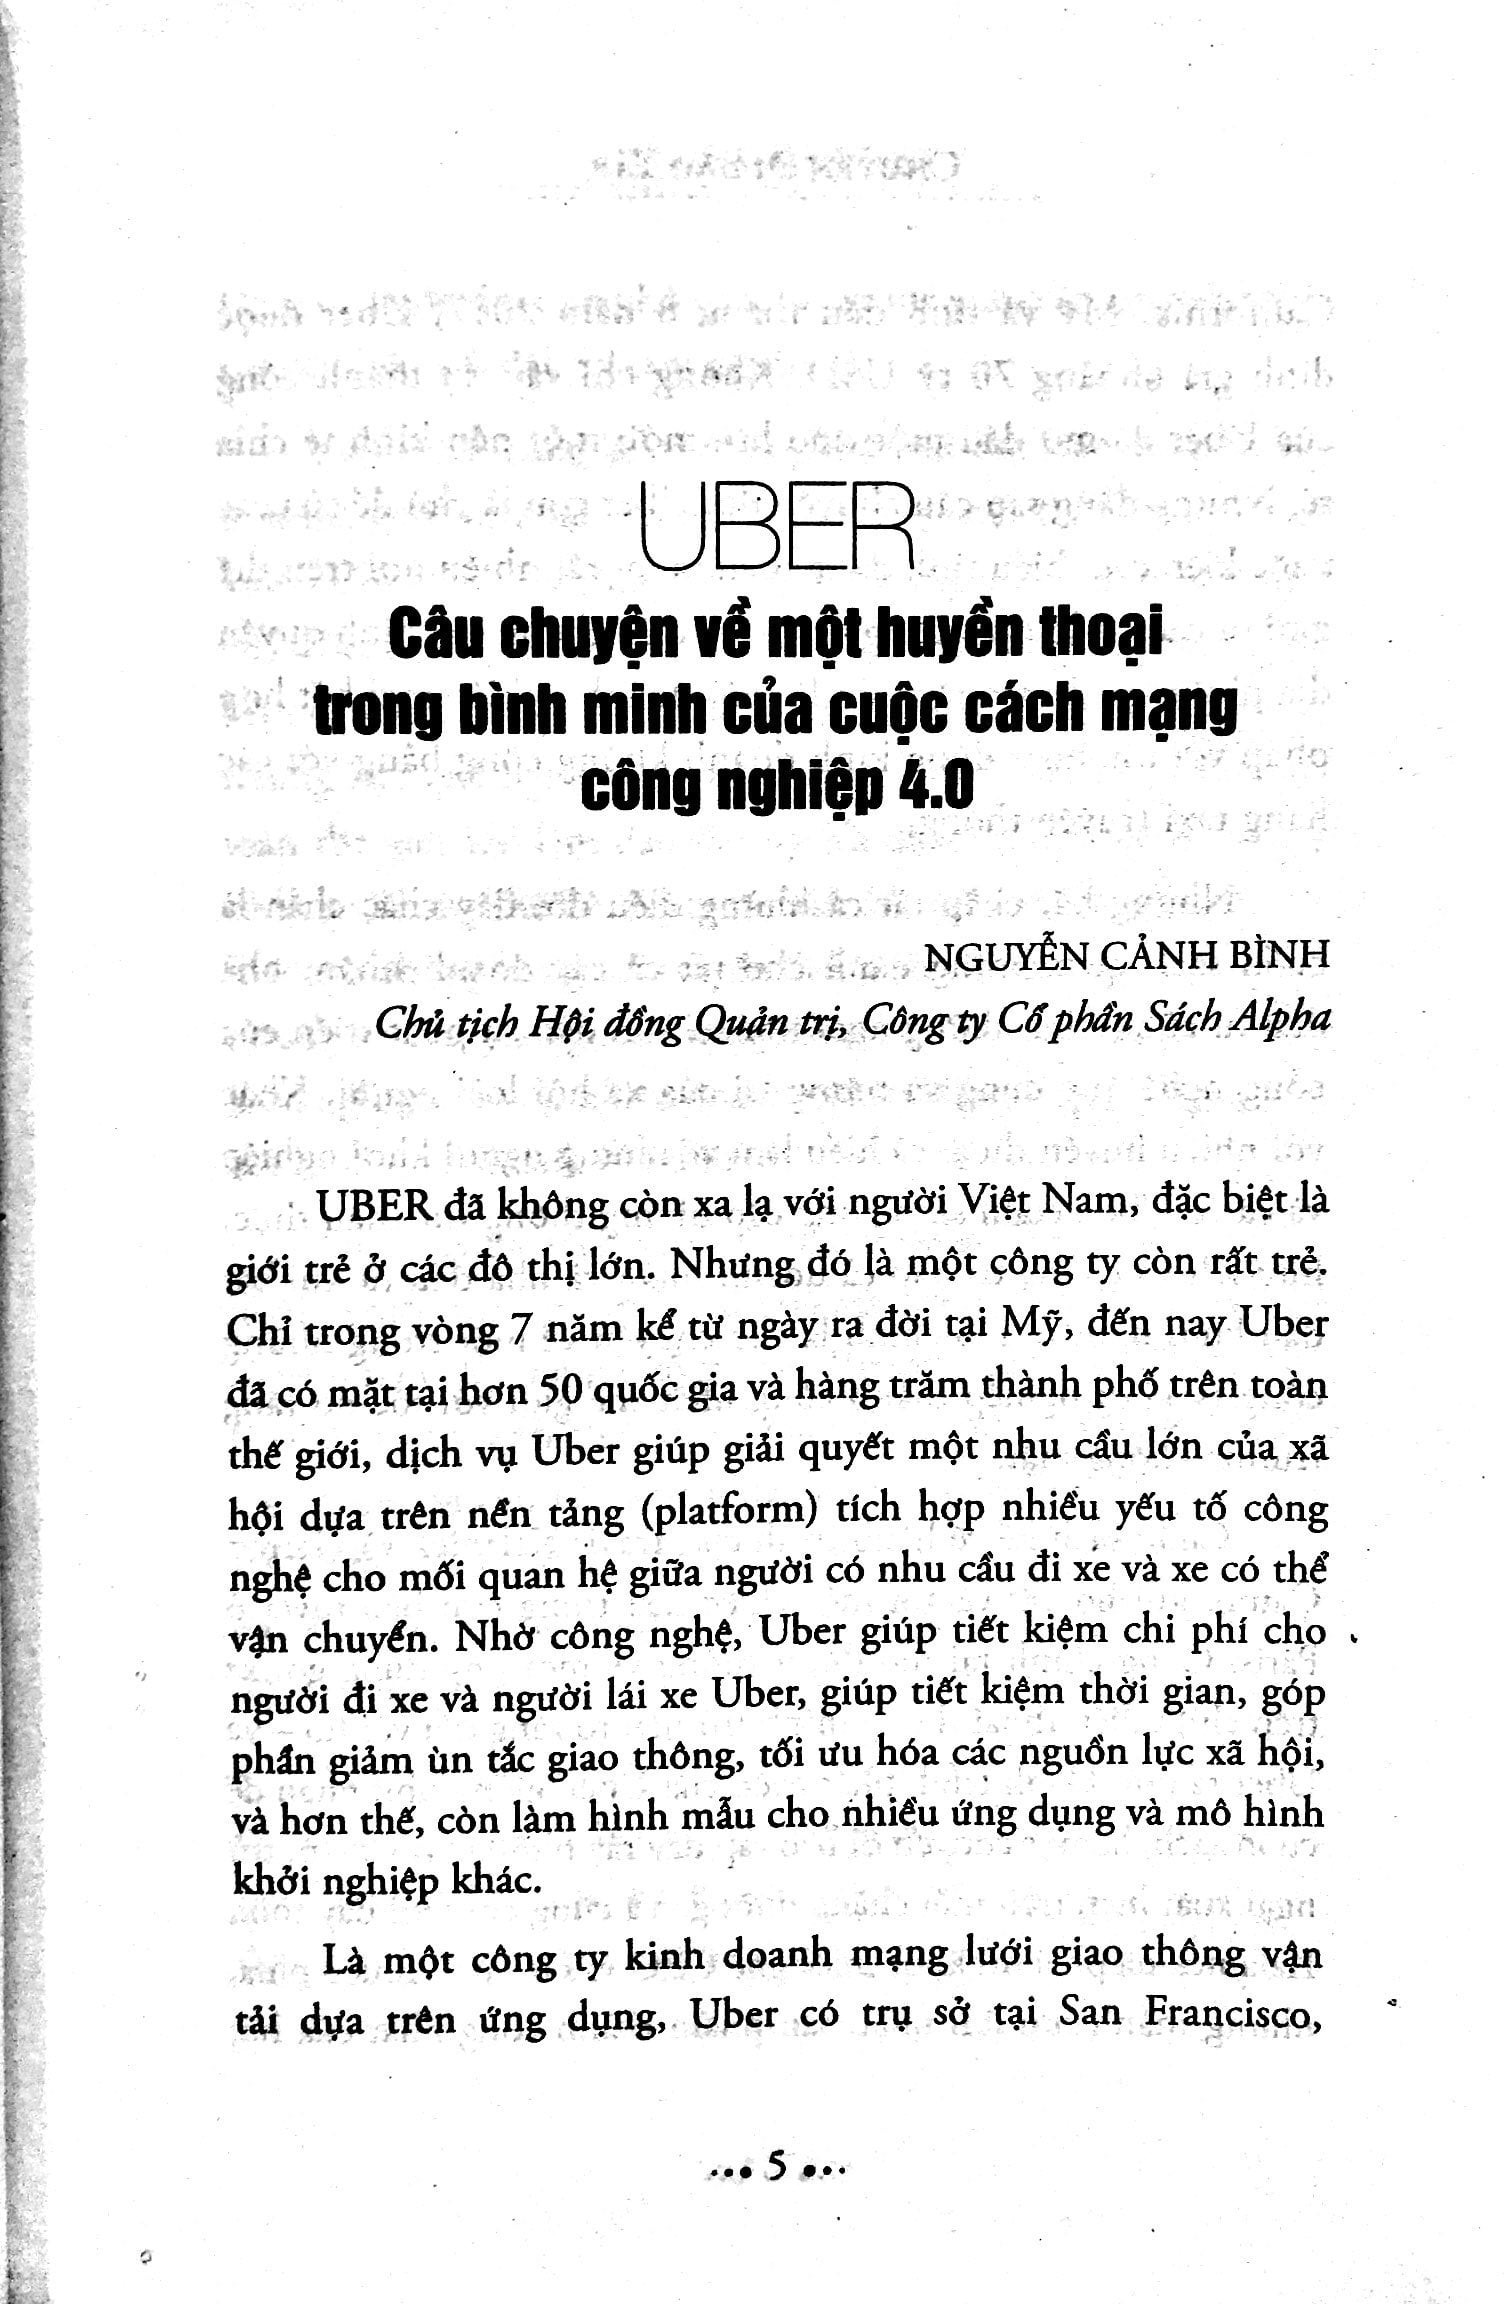 UBER
Câu chuyện về một huyền thoại
trong bình minh của cuộc cách mạng
công nghiệp 4.0
NGUYỄN CẢNH BÌNH
Chủ tịch Hội đồng Quản trị, Công ty Cổ phần Sách Alpha
UBER đã không còn xa lạ với người Việt Nam, đặc biệt là
giới trẻ ở các đô thị lớn. Nhưng đó là một công ty còn rất trẻ.
Chỉ trong vòng 7 năm kể từ ngày ra đời tại Mỹ, đến nay Uber
đã có mặt tại hơn 50 quốc gia và hàng trăm thành phố trên toàn
thế giới, dịch vụ Uber giúp giải quyết một nhu cầu lớn của xã
hội dựa trên nền tảng (platform) tích hợp nhiều yếu tố công
nghệ cho mối quan hệ giữa người có nhu cầu đi xe và xe có thể
vận chuyển. Nhờ công nghệ, Uber giúp tiết kiệm chi phí cho
người đi xe và người lái xe Uber, giúp tiết kiệm thời gian, góp
phần giảm ùn tắc giao thông, tối ưu hóa các nguồn lực xã hội,
và hơn thế, còn làm hình mẫu cho nhiều ứng dụng và mô hình
khởi nghiệp khác.
Là một công ty kinh doanh mạng lưới giao thông vận
tải dựa trên ứng dụng, Uber có trụ sở tại San Francisco,
••• 5 •••